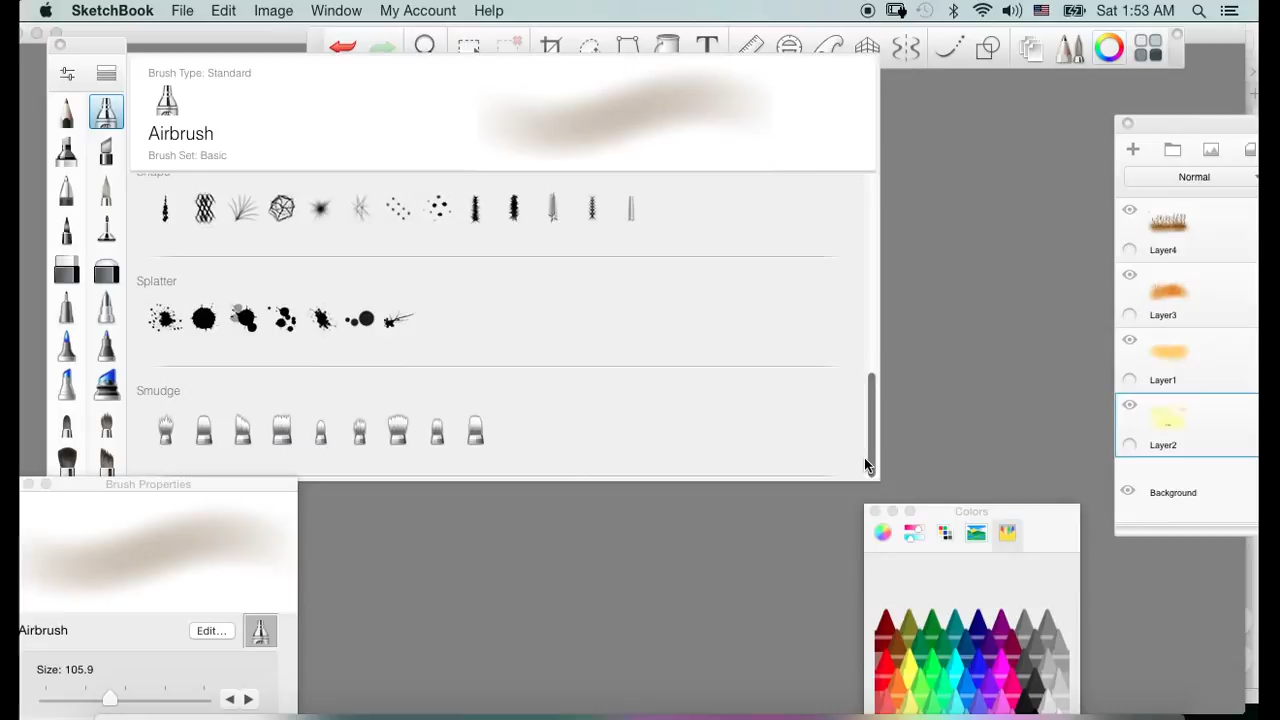 SketchBook File Edit Image Window My Account Help Sat 1:53 AM
Brush Type: Standard
Airbrush
Brush Set: Basic
Normal
Layer4
Splatter
Layer3
Layer1
Smudge
Layer2
Brush Properties
Background
Colors
Airbrush Edit...
Size: 105.9